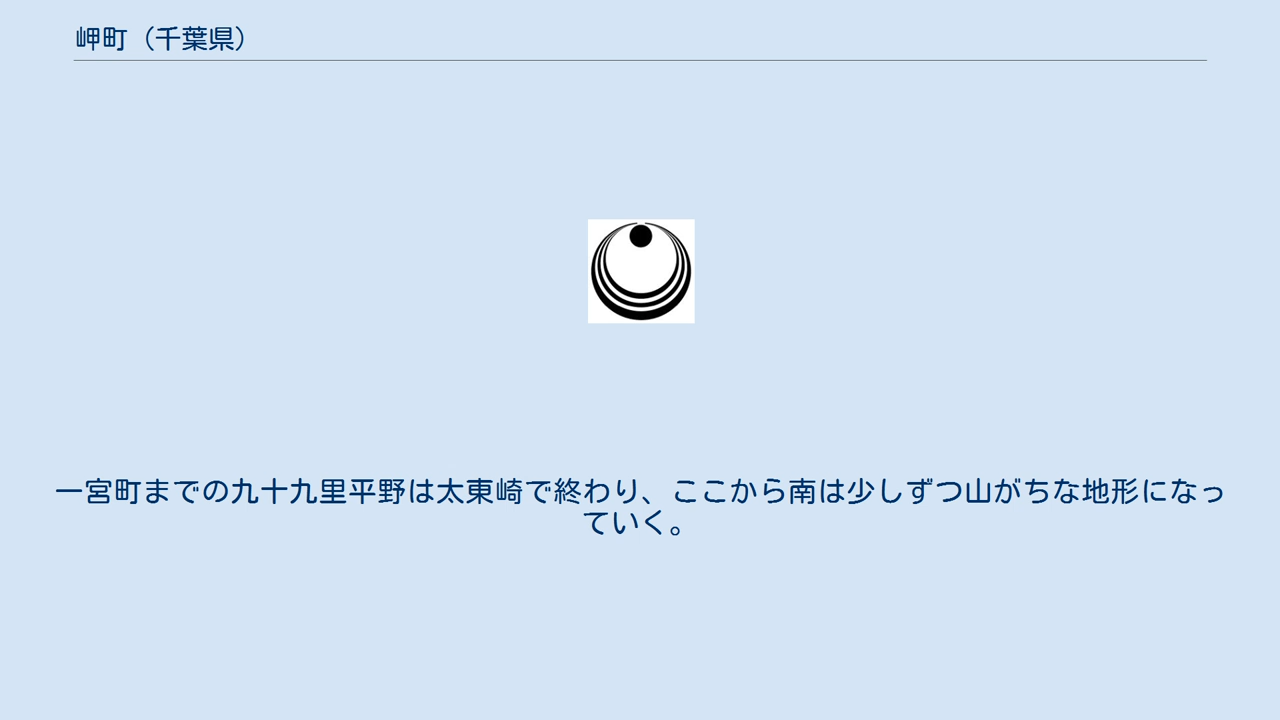 岬町（千葉県）
一宮町までの九十九里平野は太東崎で終わり、ここから南は少しずつ山がちな地形になっ
ていく。